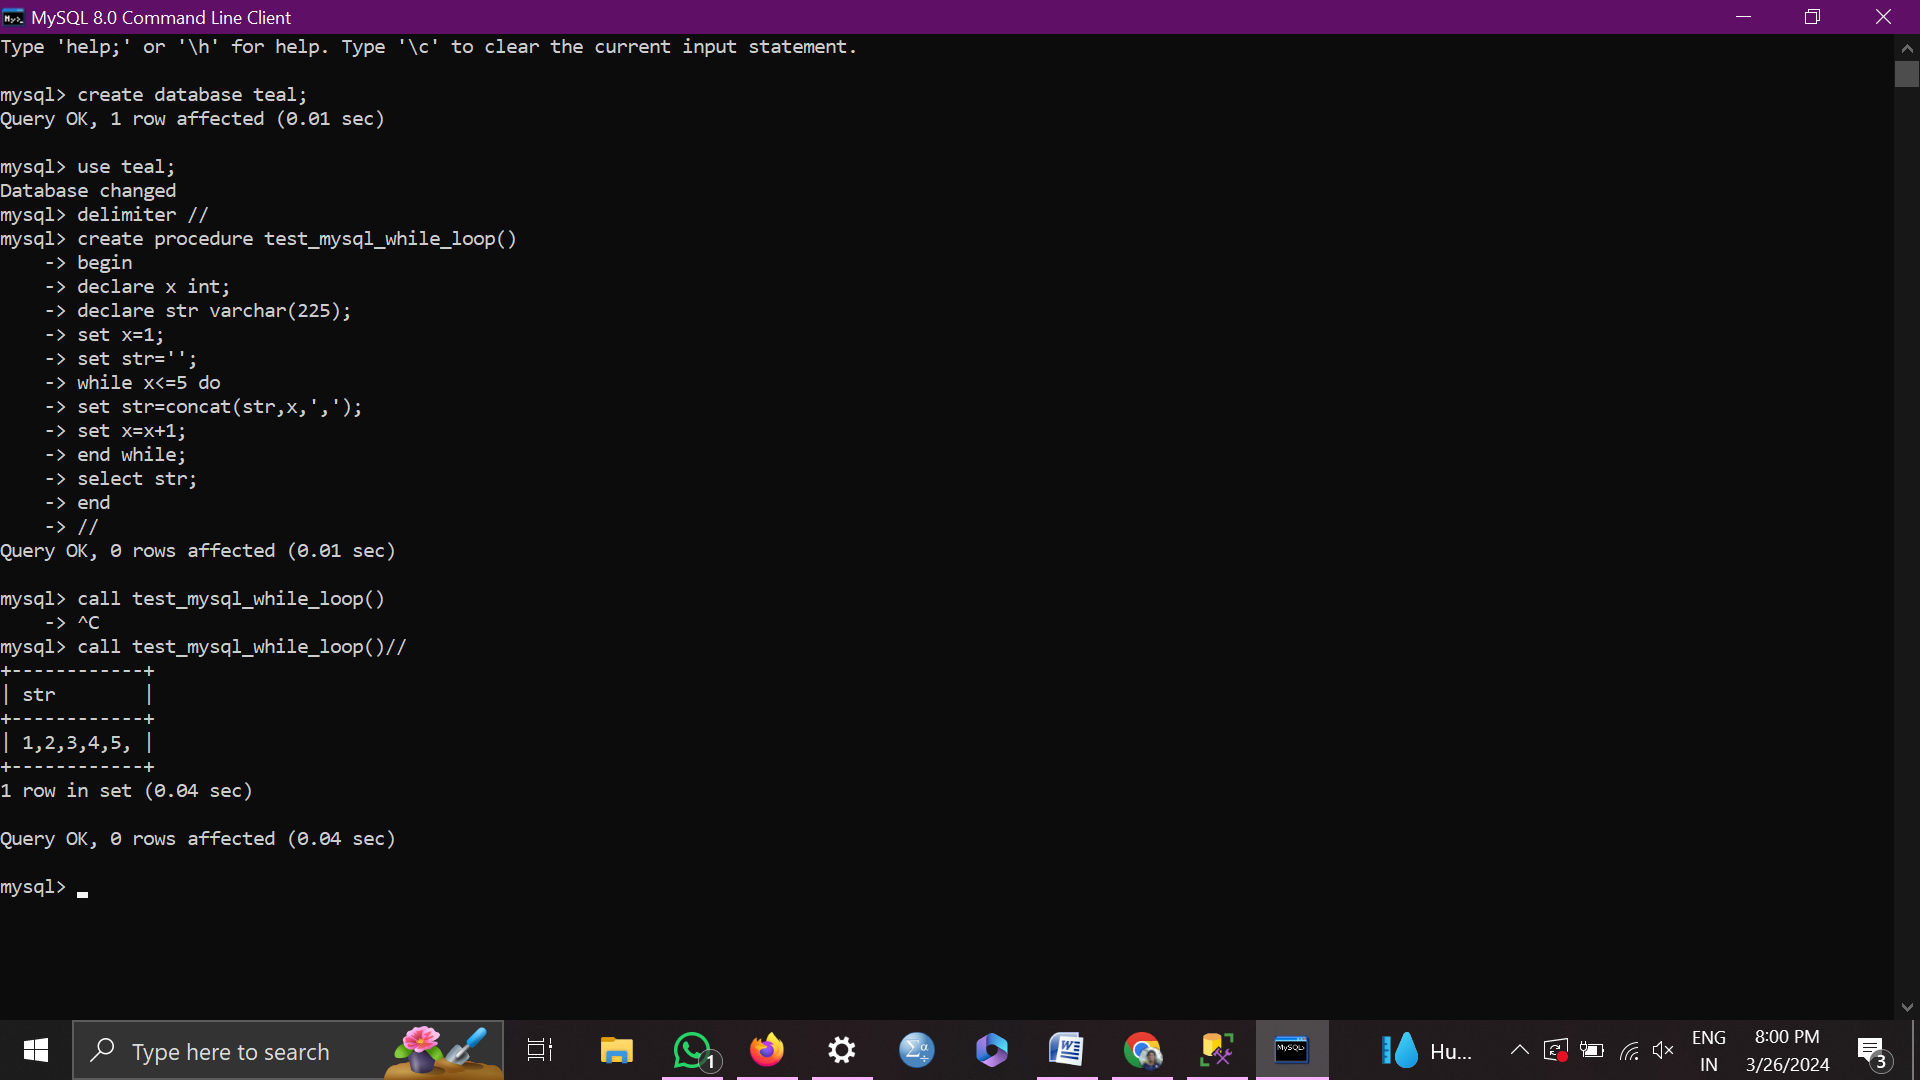 MySQL 8.0 Command Line Client
Type 'help;' or '\h' for help. Type '\c' to clear the current input statement.
mysql> create database teal;
Query OK, 1 row affected (0.01 sec)
mysql> use teal;
Database changed
mysql> delimiter //
mysql> create procedure test_mysql_while_loop()
    -> begin
    -> declare x int;
    -> declare str varchar(225);
    -> set x=1;
    -> set str='';
    -> while x<=5 do
    -> set str=concat(str,x,',');
    -> set x=x+1;
    -> end while;
    -> select str;
    -> end
    -> //
Query OK, 0 rows affected (0.01 sec)
mysql> call test_mysql_while_loop()
    -> ^C
mysql> call test_mysql_while_loop()//
+------------+
| str        |
+------------+
| 1,2,3,4,5, |
+------------+
1 row in set (0.04 sec)
Query OK, 0 rows affected (0.04 sec)
mysql>
Type here to search
1
MySQL
Hu...
ENG
IN
8:00 PM
3/26/2024
3